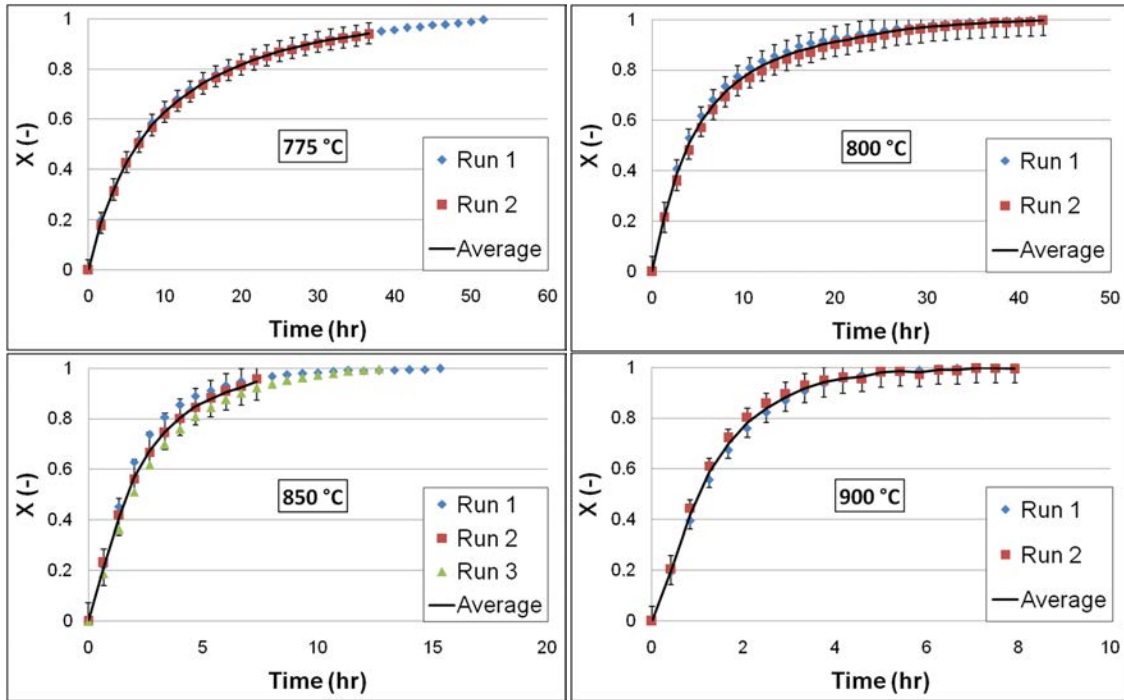 1
0.8
0.6
0.4
0.2
0
X (-)
775 °C
Run 1
Run 2
Average
0 10 20 30 40 50 60
Time (hr)
1
0.8
0.6
0.4
0.2
0
X (-)
800 °C
Run 1
Run 2
Average
0 10 20 30 40 50
Time (hr)
1
0.8
0.6
0.4
0.2
0
X (-)
850 °C
Run 1
Run 2
Run 3
Average
0 5 10 15 20
Time (hr)
1
0.8
0.6
0.4
0.2
0
X (-)
900 °C
Run 1
Run 2
Average
0 2 4 6 8 10
Time (hr)